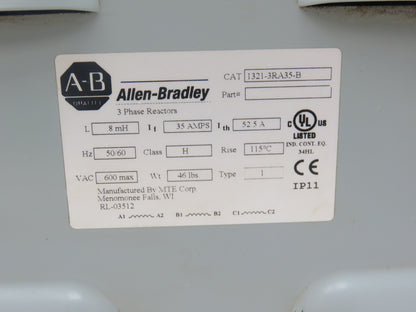 A-B
QUALITY
Allen-Bradley
CAT 1321-3RA35-B
Part#
3 Phase Reactors
L .8 mH If 35 AMPS Ith 52.5 A
Hz 50/60 Class H Rise 115°C
VAC 600 max Wt 46 lbs Type 1
c UL US
LISTED
IND. CONT. EQ.
34HL
CE
IP11
Manufactured By MTE Corp.
Menomonee Falls, WI
RL-03512
A1 A2 B1 B2 C1 C2